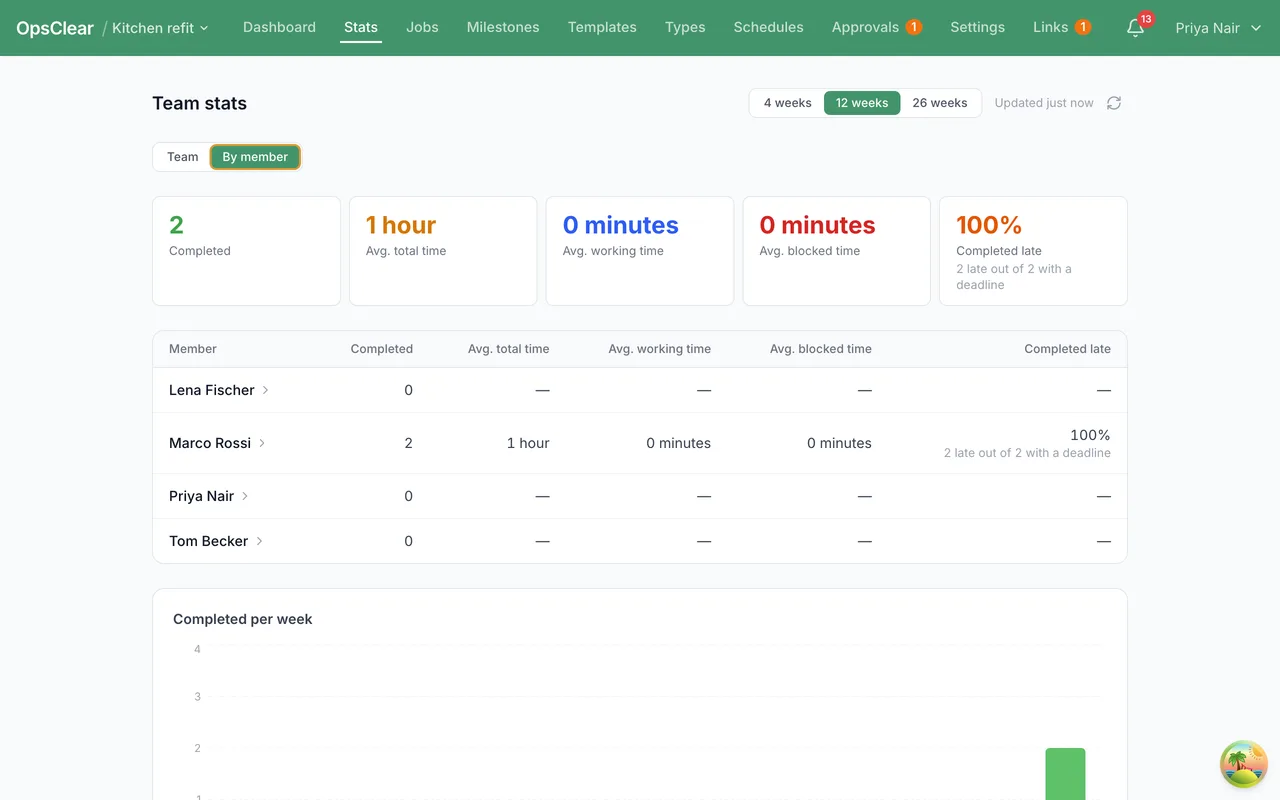 OpsClear / Kitchen refit Dashboard Stats Jobs Milestones Templates Types Schedules Approvals 1 Settings Links 1 13 Priya Nair
Team stats 4 weeks 12 weeks 26 weeks Updated just now
Team By member
2 1 hour 0 minutes 0 minutes 100%
Completed Avg. total time Avg. working time Avg. blocked time Completed late
2 late out of 2 with a
deadline
Member Completed Avg. total time Avg. working time Avg. blocked time Completed late
Lena Fischer 0 — — — —
Marco Rossi 2 1 hour 0 minutes 0 minutes 100%
2 late out of 2 with a deadline
Priya Nair 0 — — — —
Tom Becker 0 — — — —
Completed per week
4
3
2
1